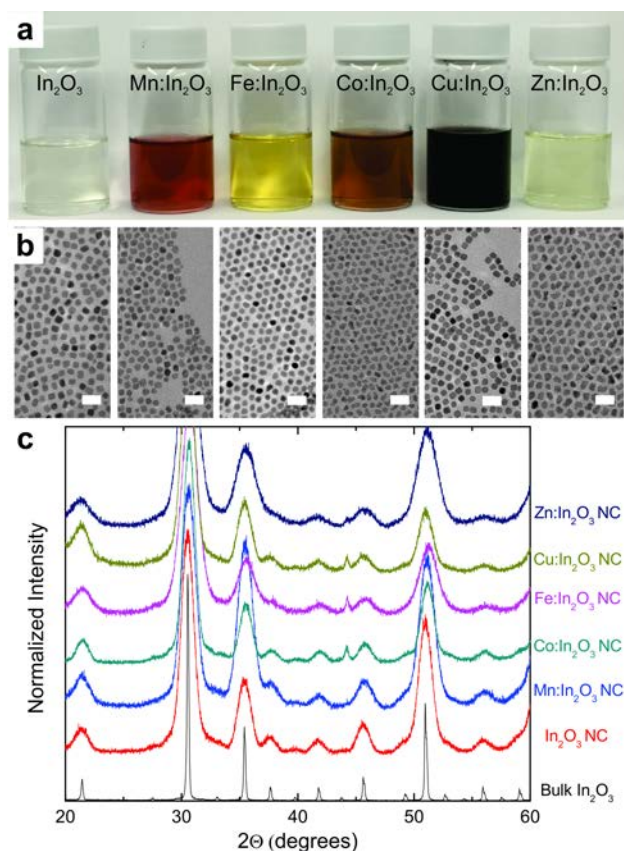 a
In₂O₃ Mn:In₂O₃ Fe:In₂O₃ Co:In₂O₃ Cu:In₂O₃ Zn:In₂O₃
b
c
Normalized Intensity
Zn:In₂O₃ NC
Cu:In₂O₃ NC
Fe:In₂O₃ NC
Co:In₂O₃ NC
Mn:In₂O₃ NC
In₂O₃ NC
Bulk In₂O₃
20 30 40 50 60
2Θ (degrees)